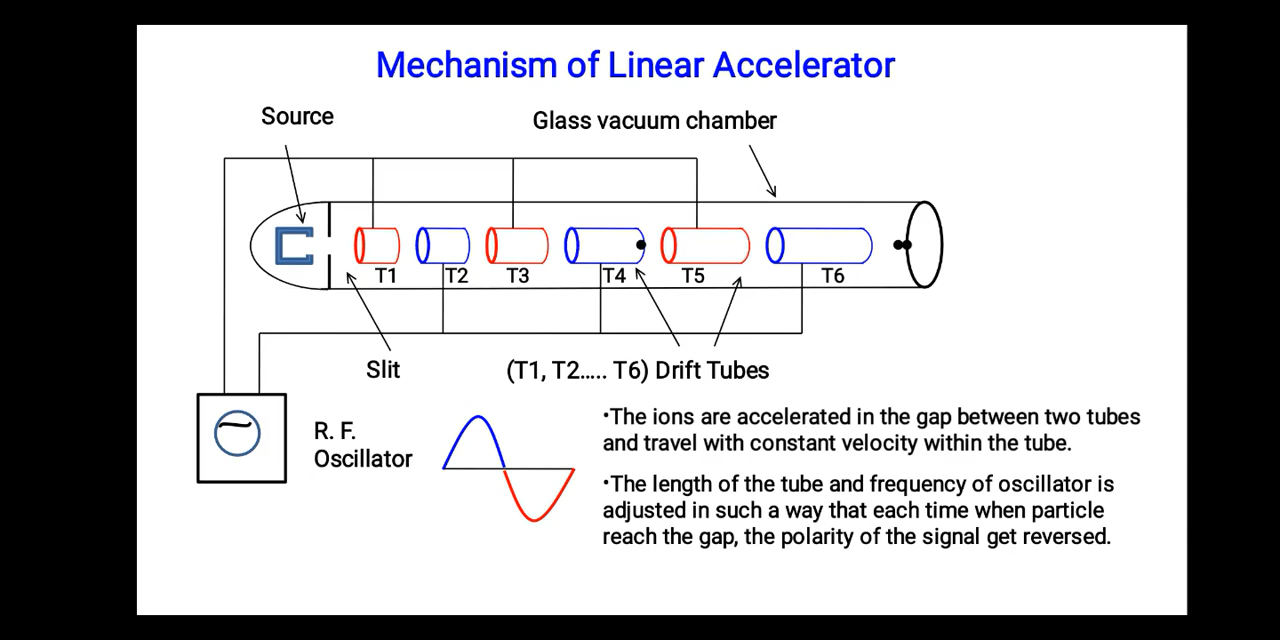 Mechanism of Linear Accelerator
Source
Glass vacuum chamber
T1
T2
T3
T4
T5
T6
Slit
(T1, T2..... T6) Drift Tubes
R. F.
Oscillator
•The ions are accelerated in the gap between two tubes
and travel with constant velocity within the tube.
•The length of the tube and frequency of oscillator is
adjusted in such a way that each time when particle
reach the gap, the polarity of the signal get reversed.